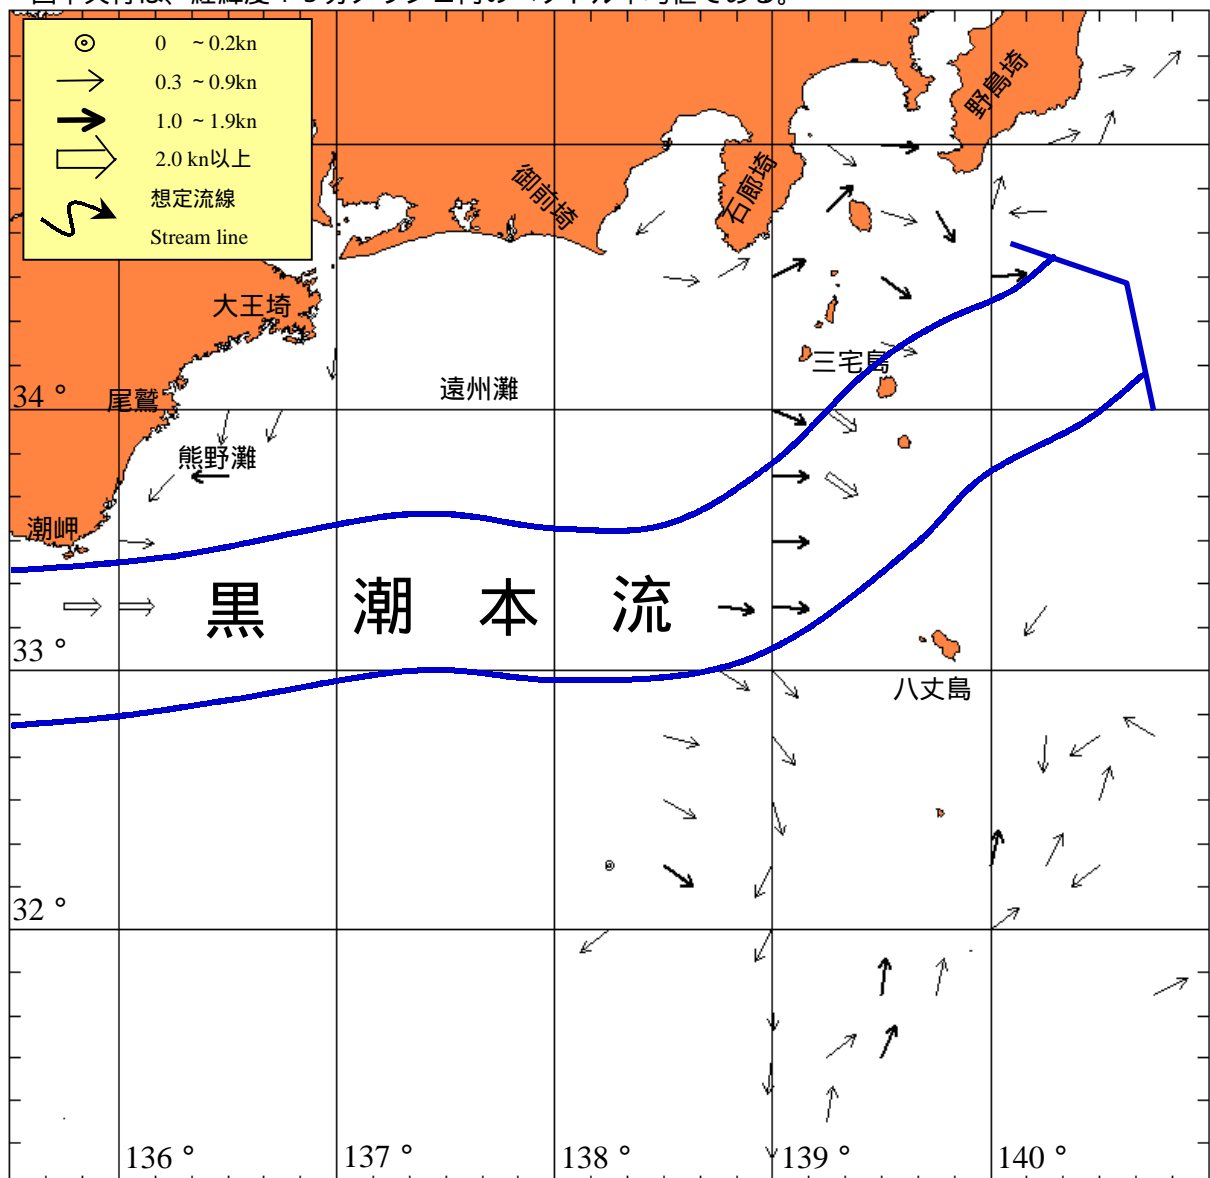 0 ~0.2kn
0.3 ~0.9kn
1.0 ~1.9kn
2.0 kn以上
想定流線
Stream line
野島埼
石廊埼
御前埼
大王埼
三宅島
遠州灘
尾鷲
34°
熊野灘
潮岬
黒潮本流
33°
八丈島
32°
136°
137°
138°
139°
140°